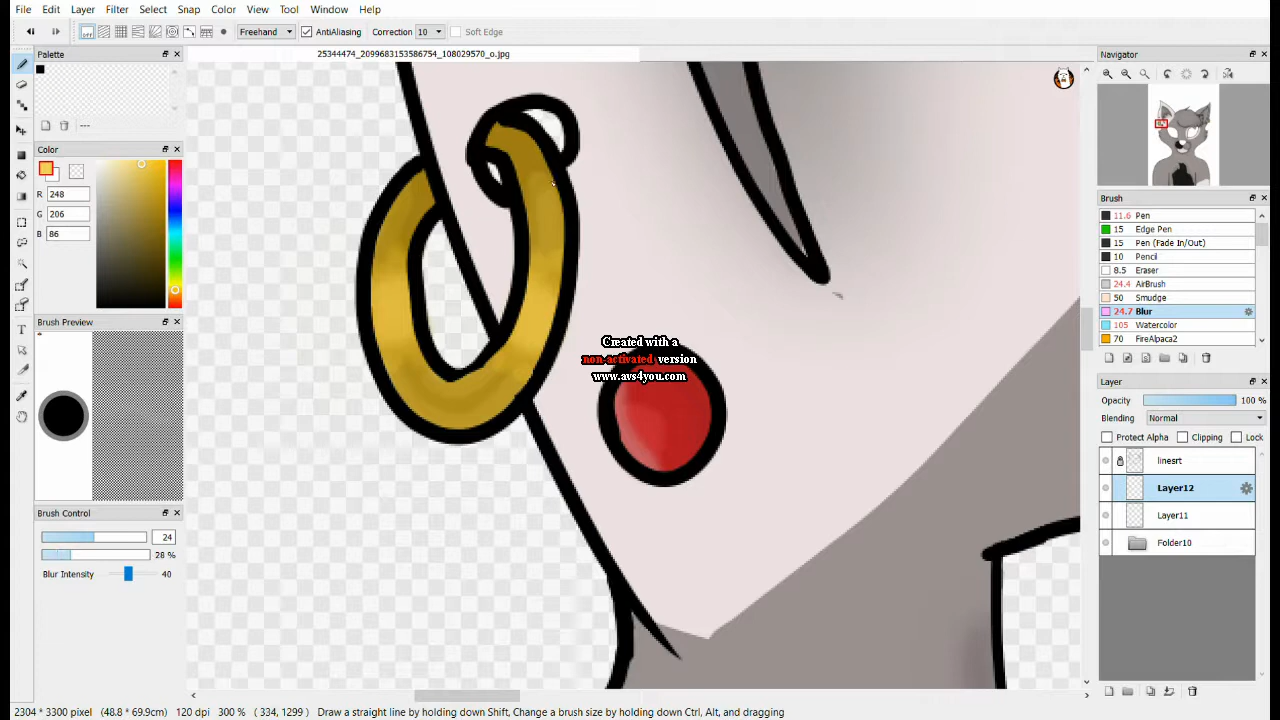 File Edit Layer Filter Select Snap Color View Tool Window Help
OFF Freehand AntiAliasing Correction 10 Soft Edge
Palette
25344474_2099683153586754_108029570_o.jpg
Navigator
---
Color
R 248
G 206
B 86
Brush
11.6 Pen
15 Edge Pen
15 Pen (Fade In/Out)
10 Pencil
8.5 Eraser
24.4 AirBrush
50 Smudge
24.7 Blur
105 Watercolor
70 FireAlpaca2
Brush Preview
Created with a
non-activated version
www.avs4you.com
Layer
Opacity 100 %
Blending Normal
Protect Alpha Clipping Lock
linesrt
Layer12
Layer11
Folder10
Brush Control
24
28 %
Blur Intensity 40
2304 * 3300 pixel (48.8 * 69.9cm) 120 dpi 300 % ( 334, 1299 ) Draw a straight line by holding down Shift, Change a brush size by holding down Ctrl, Alt, and dragging